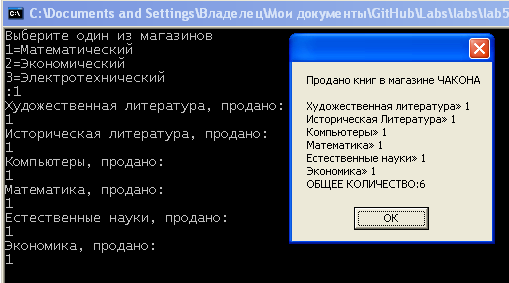 C:\Documents and Settings\Владелец\Мои документы\GitHub\Labs\labs\lab5
Выберите один из магазинов
1=Математический
2=Экономический
3=Электротехнический
:1
Художественная литература, продано:
1
Историческая литература, продано:
1
Компьютеры, продано:
1
Математика, продано:
1
Естественные науки, продано:
1
Экономика, продано:
1
Продано книг в магазине ЧАКОНА
Художественная литература» 1
Историческая Литература» 1
Компьютеры» 1
Математика» 1
Естественные науки» 1
Экономика» 1
ОБЩЕЕ КОЛИЧЕСТВО:6
OK